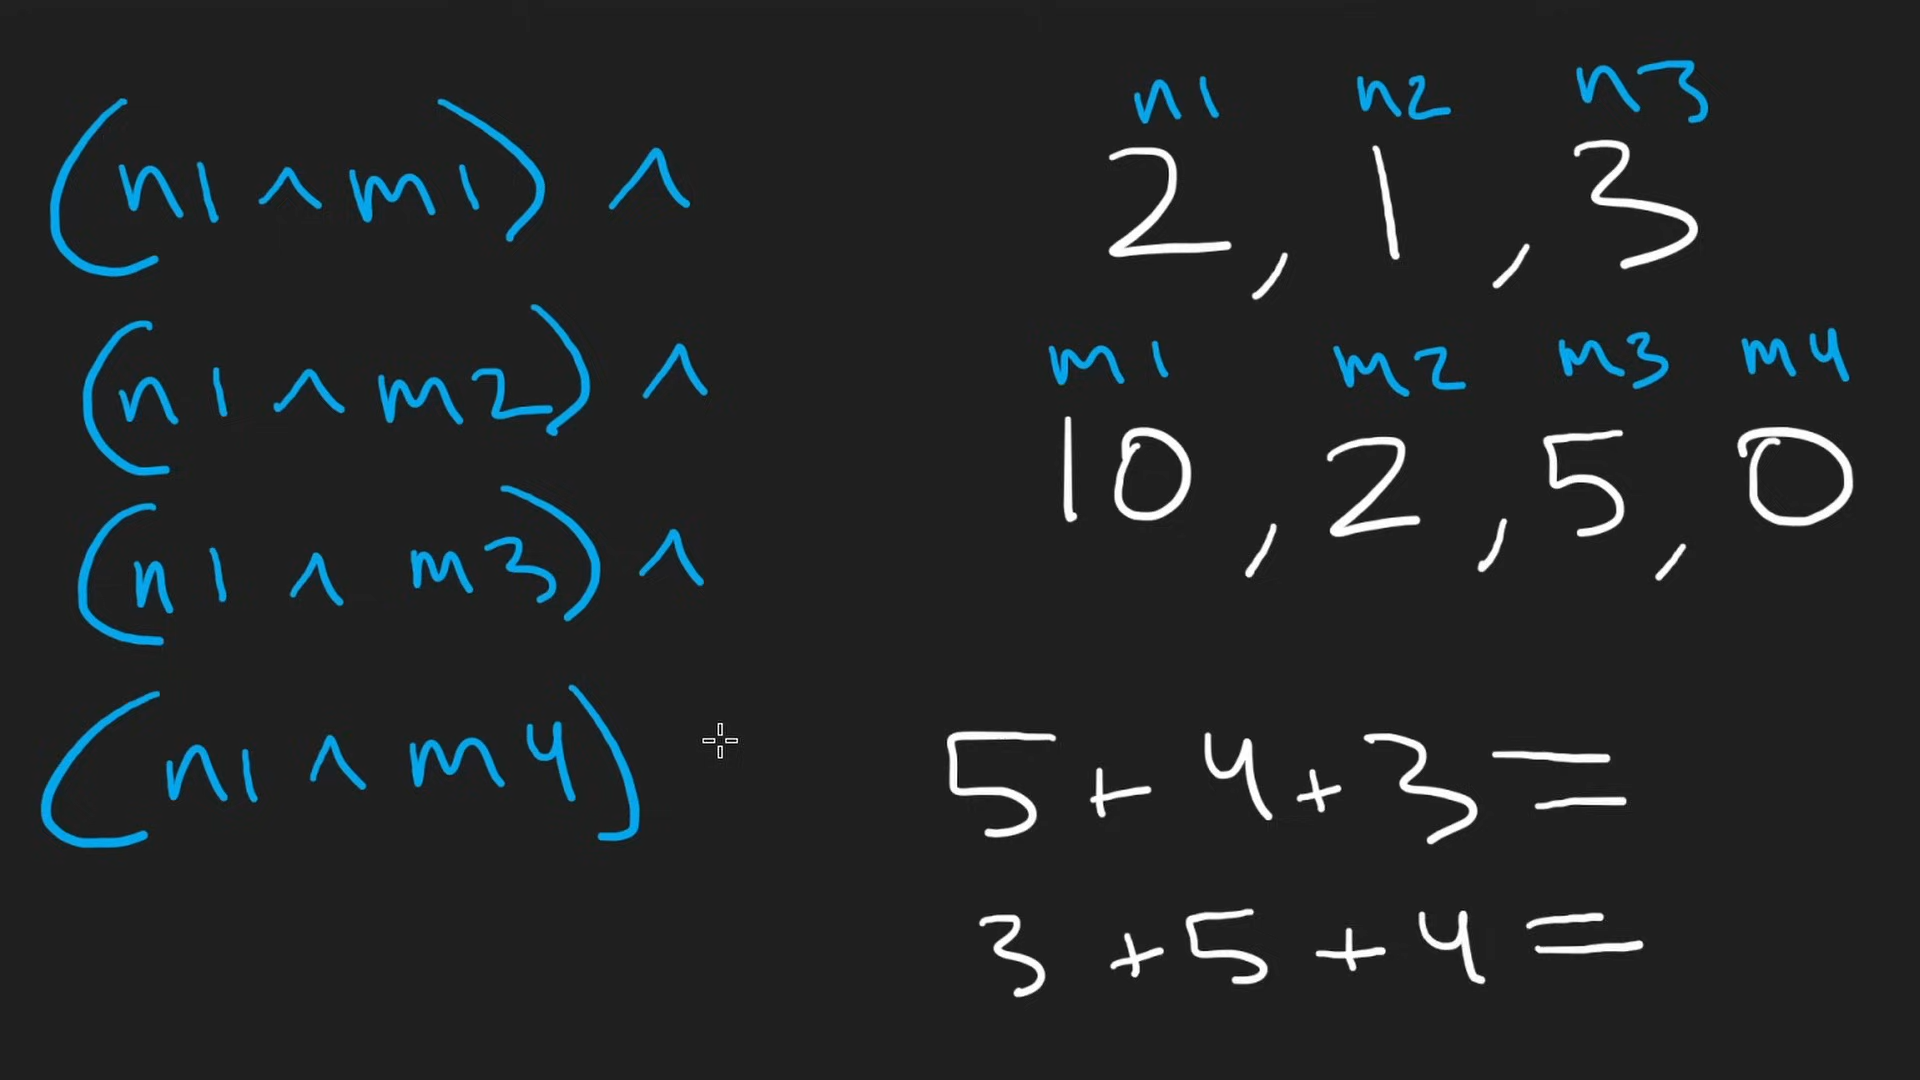 (n1 ^ m1) ^
(n1 ^ m2) ^
(n1 ^ m3) ^
(n1 ^ m4)
n1 n2 n3
2, 1, 3
m1 m2 m3 m4
10, 2, 5, 0
5 + 4 + 3 =
3 + 5 + 4 =